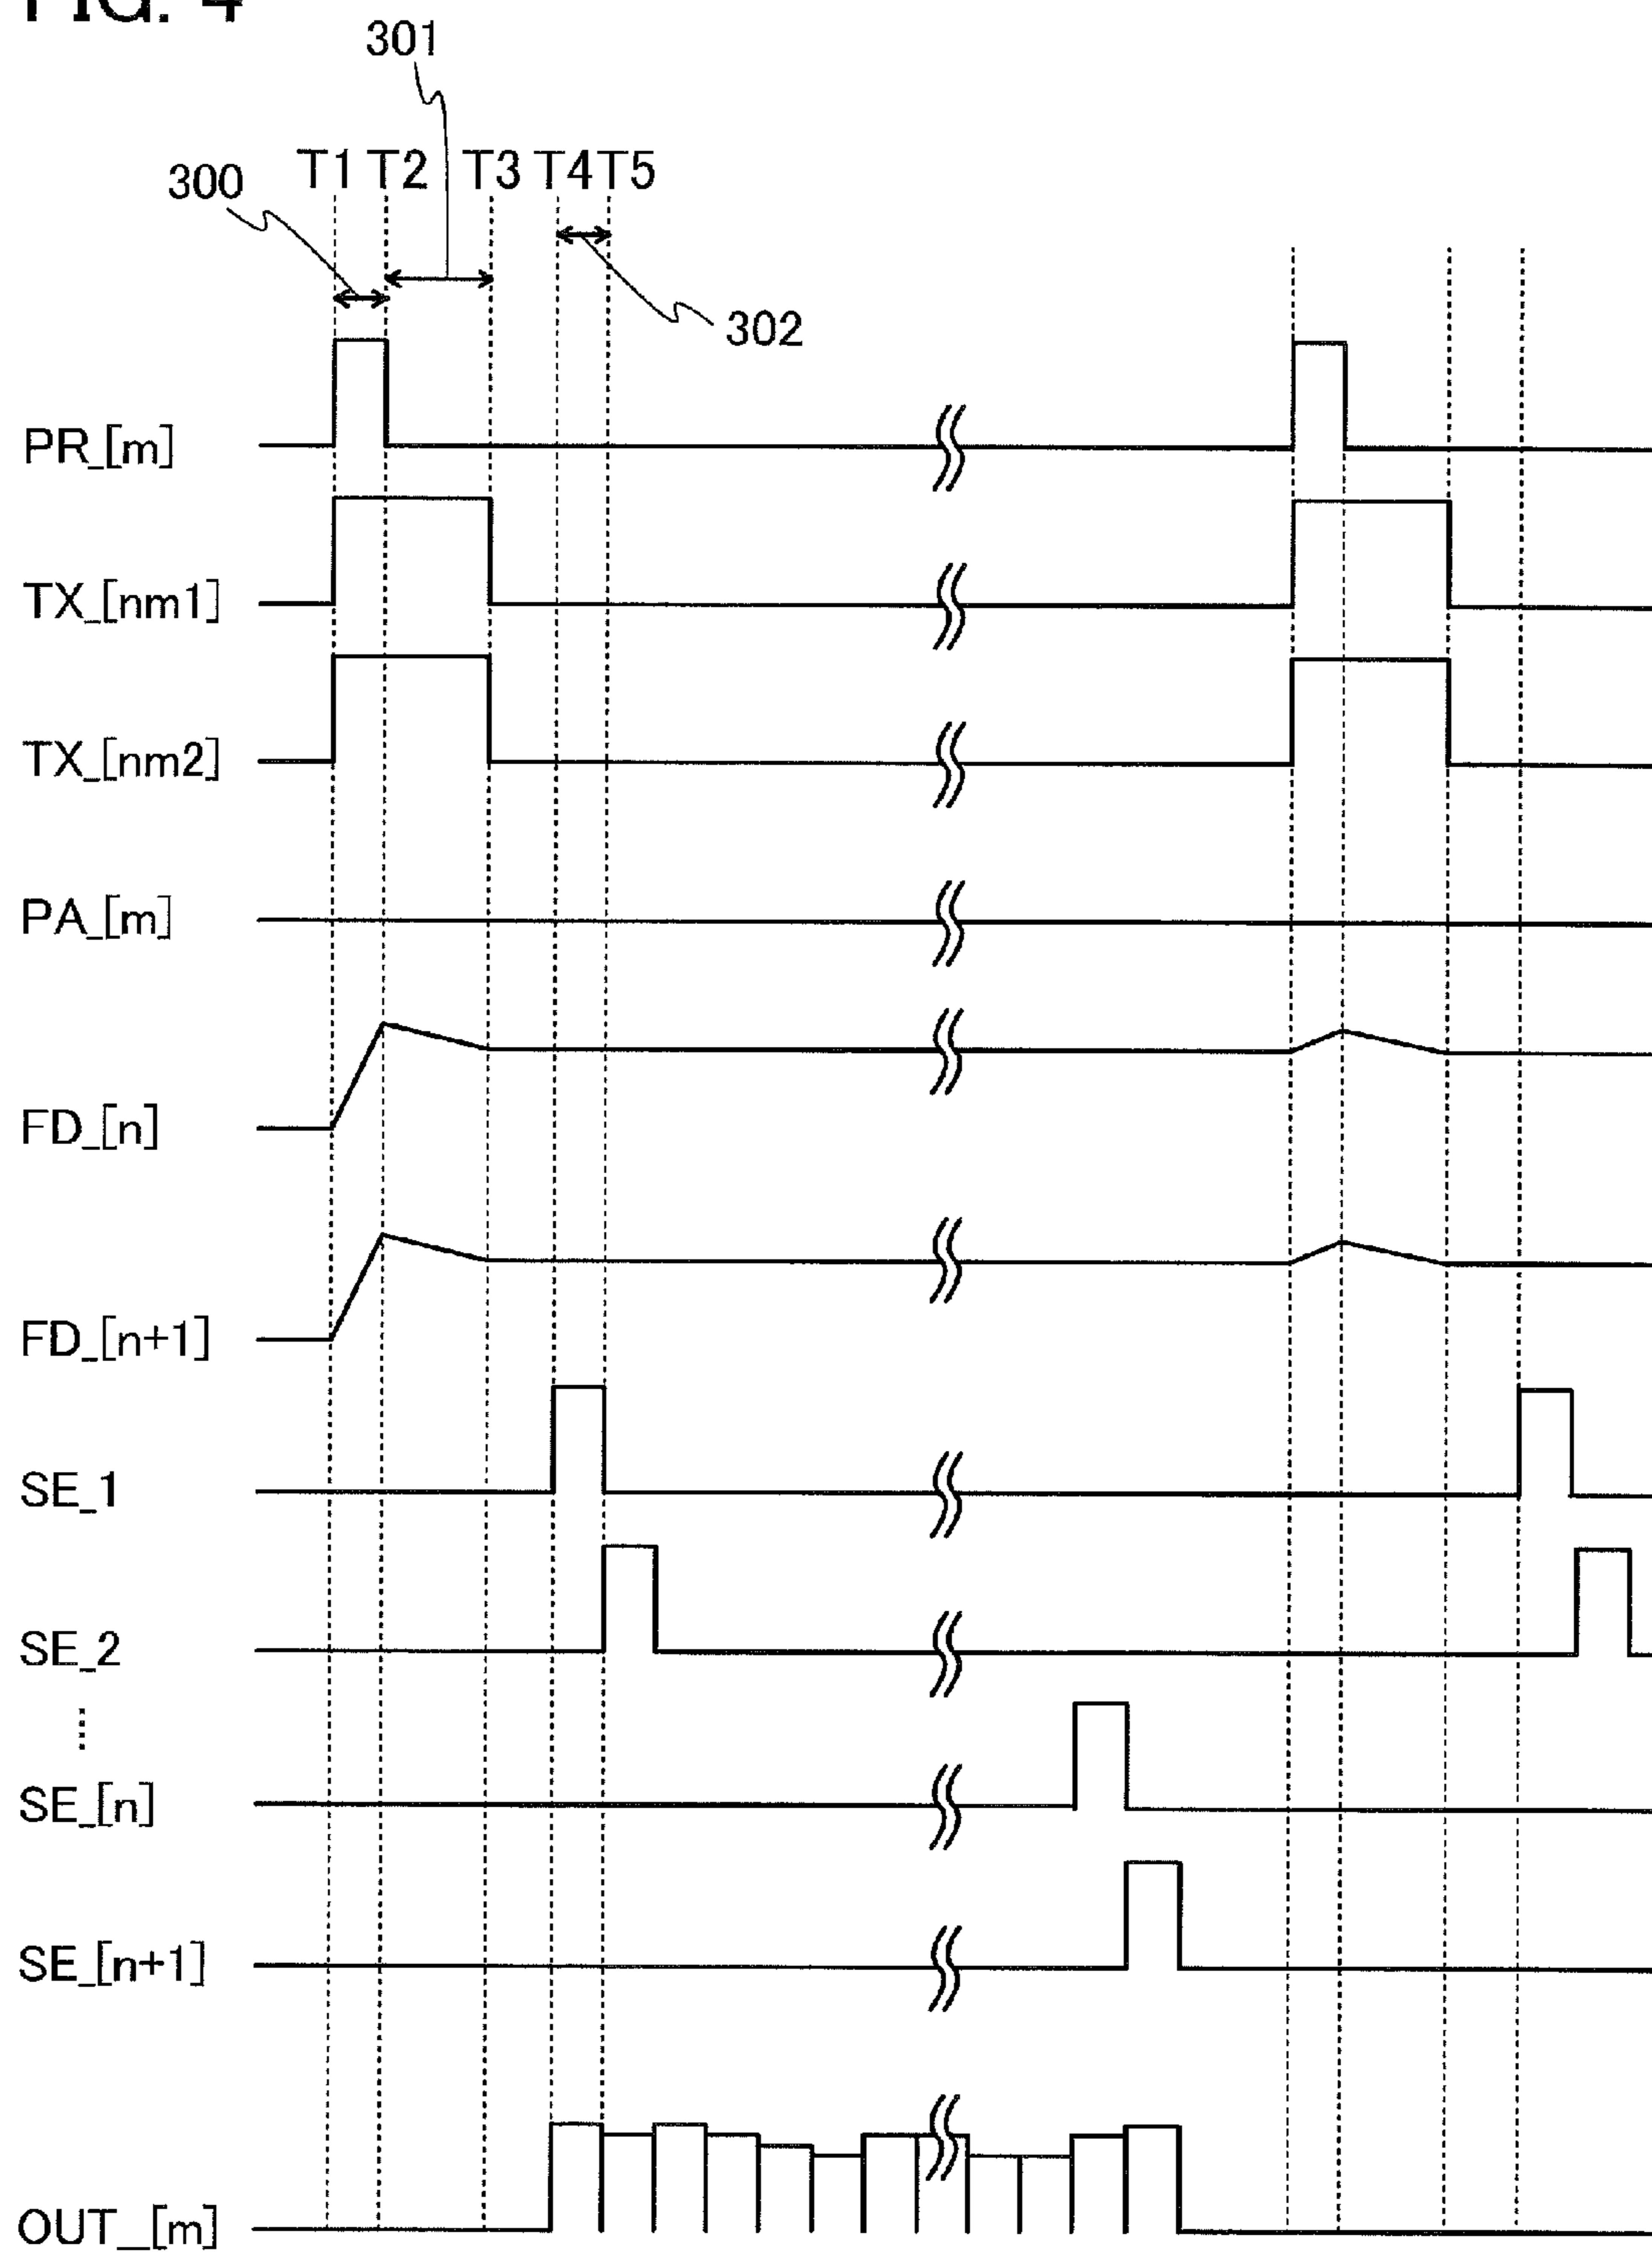 FIG. 4
301
300
T1 T2 T3 T4 T5
302
PR_[m]
TX_[nm1]
TX_[nm2]
PA_[m]
FD_[n]
FD_[n+1]
SE_1
SE_2
SE_[n]
SE_[n+1]
OUT__[m]